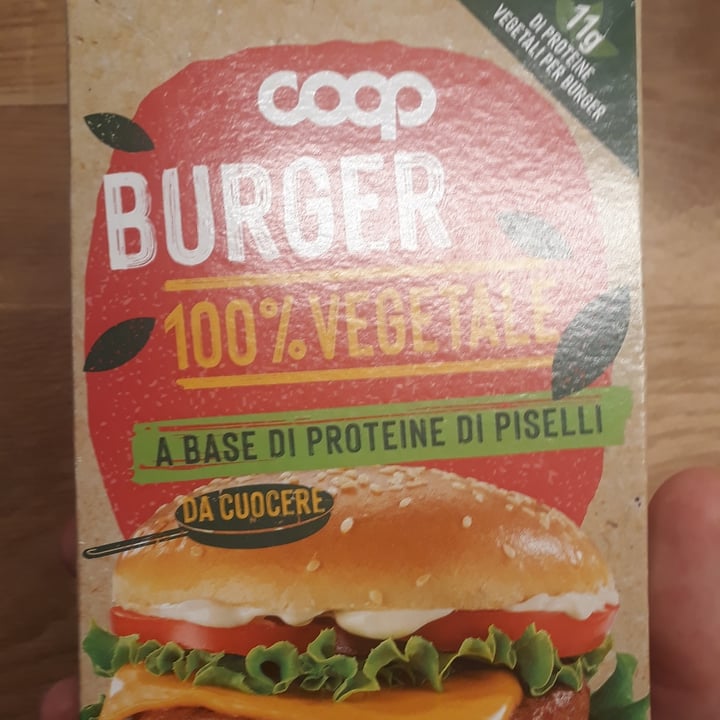 11g
DI PROTEINE
VEGETALI PER BURGER
coop
BURGER
100% VEGETALE
A BASE DI PROTEINE DI PISELLI
DA CUOCERE